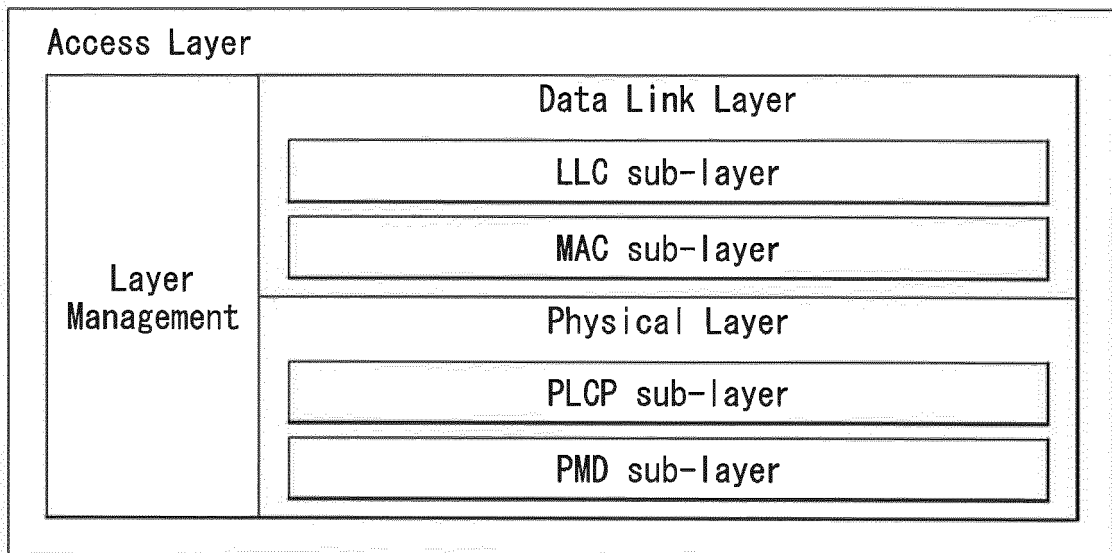 Access Layer
Data Link Layer
LLC sub-layer
MAC sub-layer
Layer
Management
Physical Layer
PLCP sub-layer
PMD sub-layer